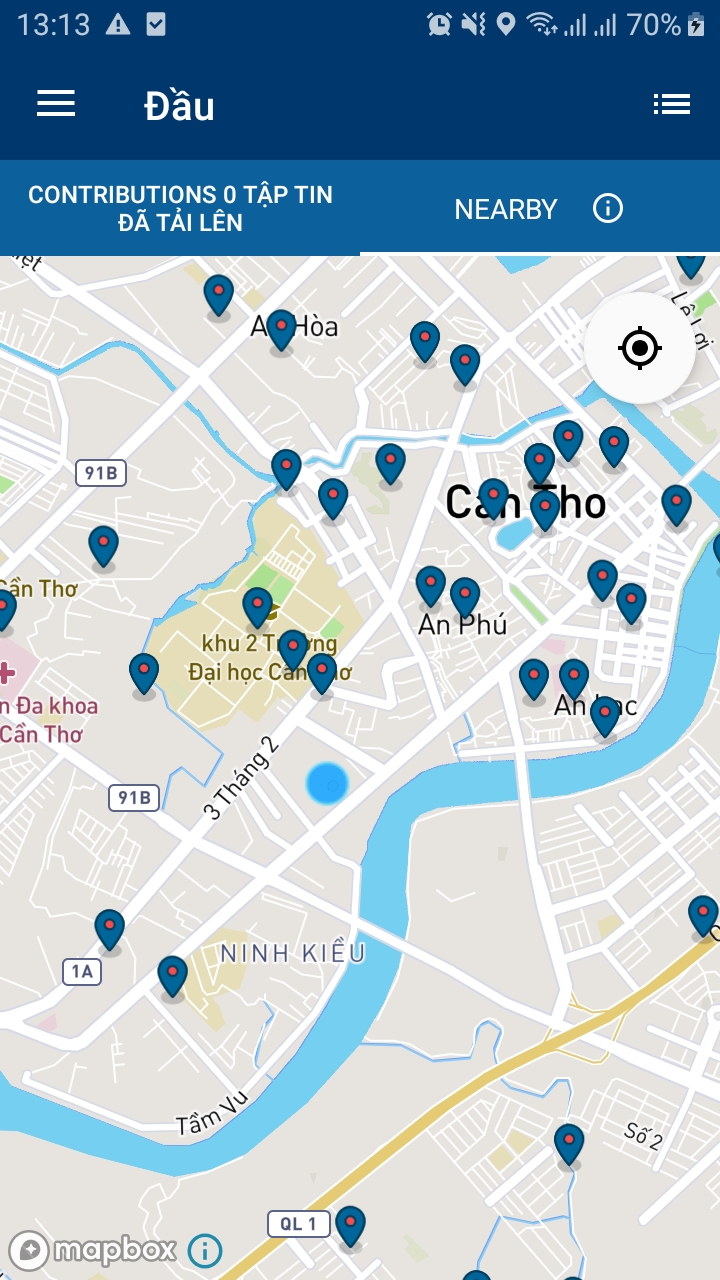 13:13
70%
Đầu
CONTRIBUTIONS 0 TẬP TIN
ĐÃ TẢI LÊN
NEARBY
Lê Lợi
91B
An Phú
khu 2 Trường
Đại học Cần Thơ
Cần Thơ
Cần Thơ
n Đa khoa
Cần Thơ
An Hòa
An Lạc
3 Tháng 2
91B
NINH KIỀU
1A
Tầm Vu
Số 2
QL 1
mapbox